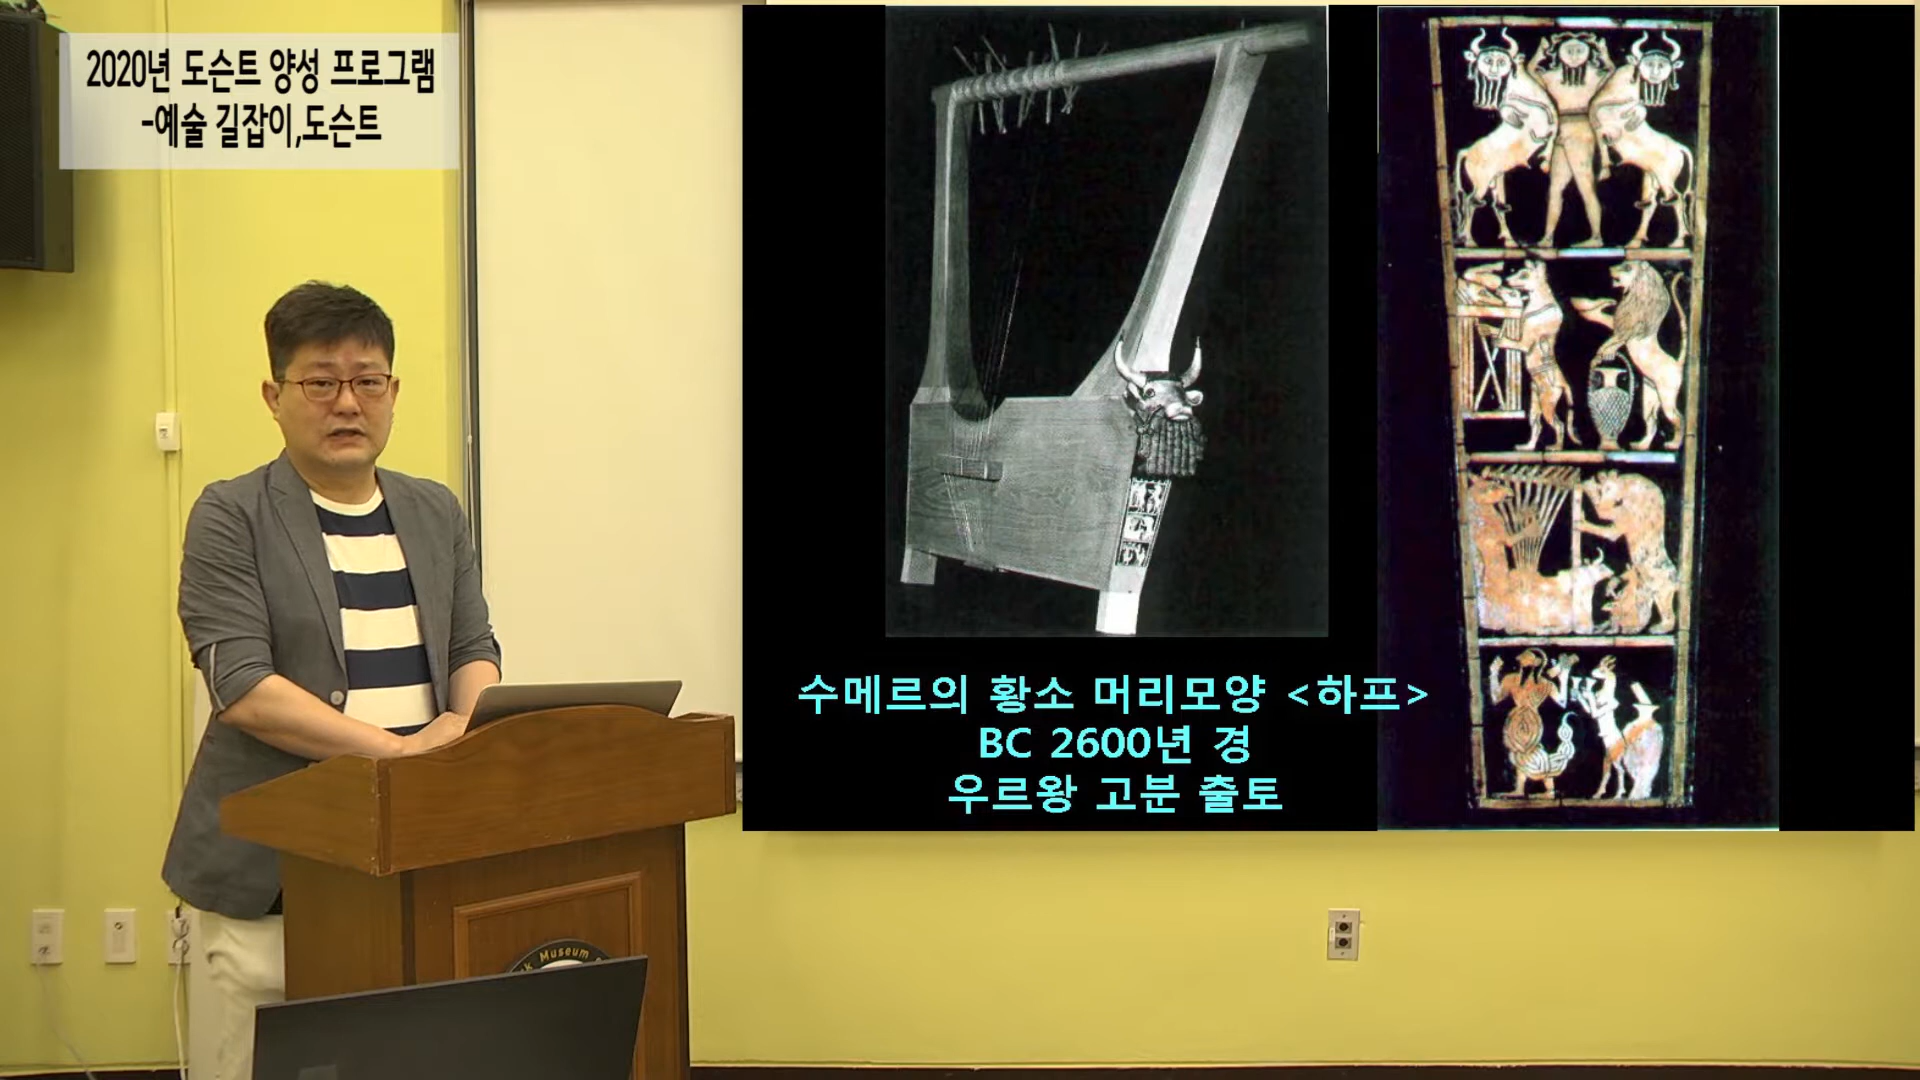 2020년 도슨트 양성 프로그램
-예술 길잡이,도슨트
수메르의 황소 머리모양 <하프>
BC 2600년 경
우르왕 고분 출토
Museum